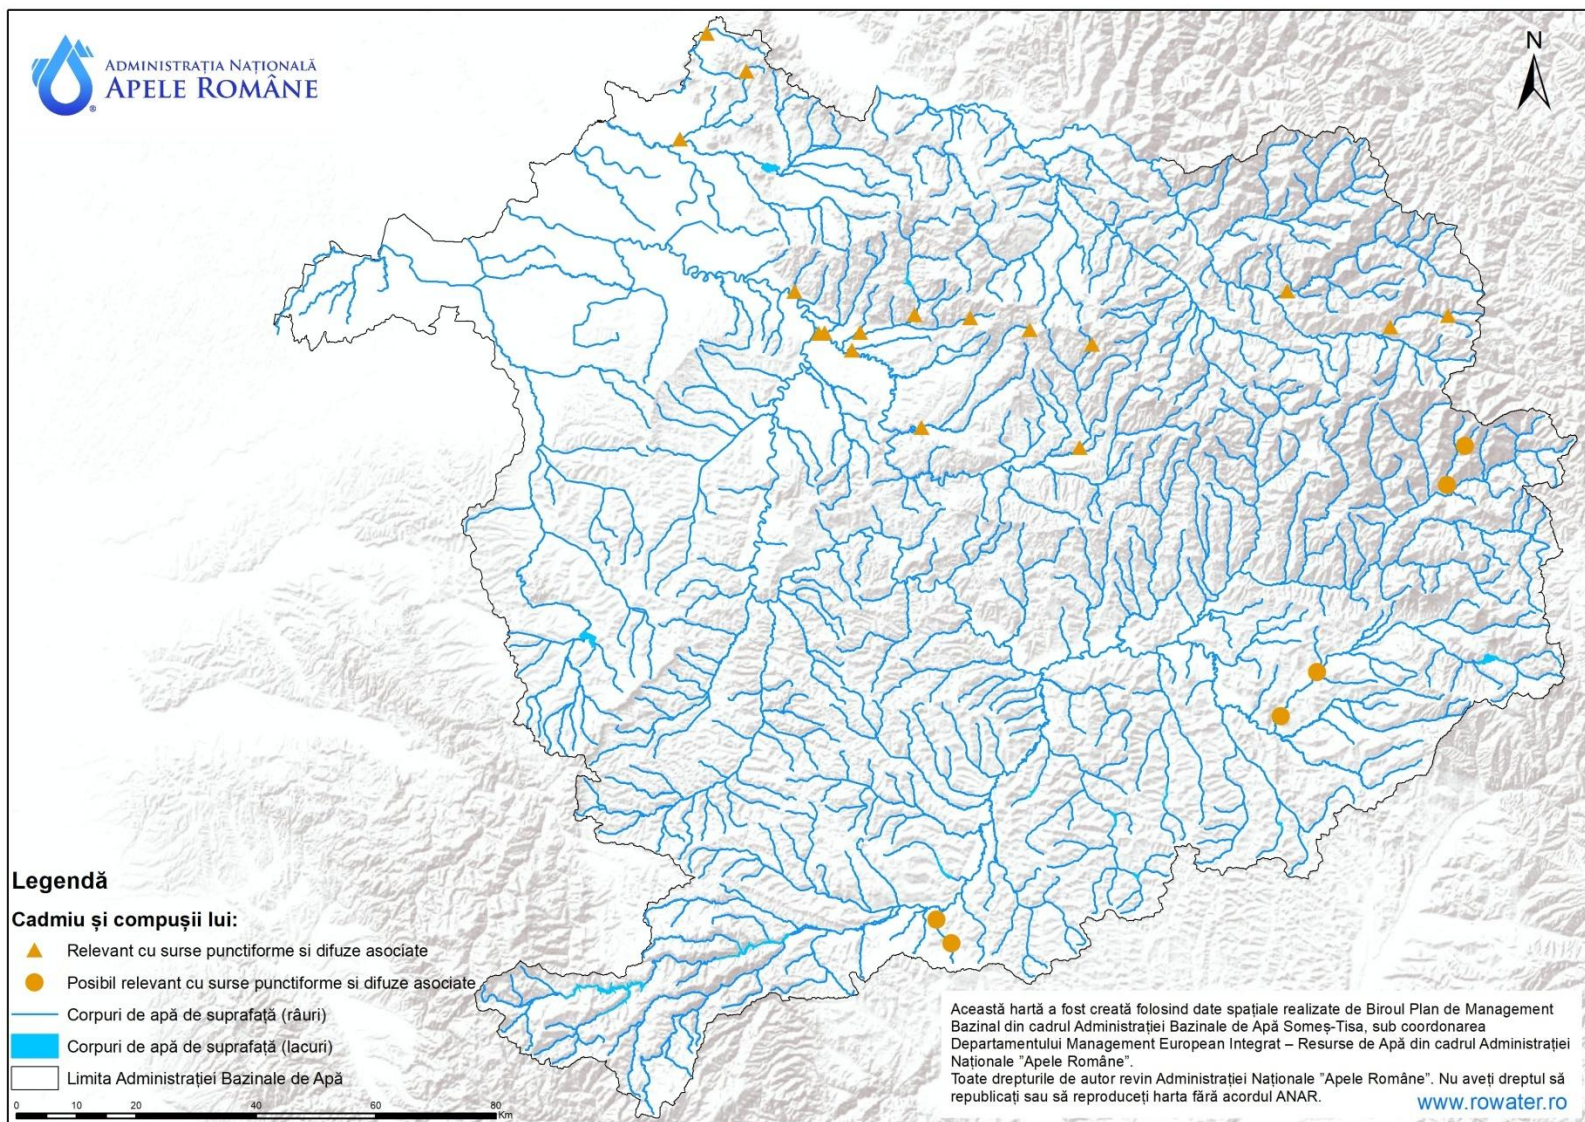 ADMINISTRAȚIA NAȚIONALĂ
APELE ROMÂNE
®
N
Legendă
Cadmiu și compușii lui:
Relevant cu surse punctiforme si difuze asociate
Posibil relevant cu surse punctiforme si difuze asociate
Corpuri de apă de suprafață (râuri)
Corpuri de apă de suprafață (lacuri)
Limita Administrației Bazinale de Apă
0 20 40 60 80
Km
Această hartă a fost creată folosind date spațiale realizate de Biroul Plan de Management
Bazinal din cadrul Administrației Bazinale de Apă Someș-Tisa, sub coordonarea
Departamentului Management European Integrat – Resurse de Apă din cadrul Administrației
Naționale "Apele Române".
Toate drepturile de autor revin Administrației Naționale "Apele Române". Nu aveți dreptul să
republicați sau să reproduceți harta fără acordul ANAR.
www.rowater.ro